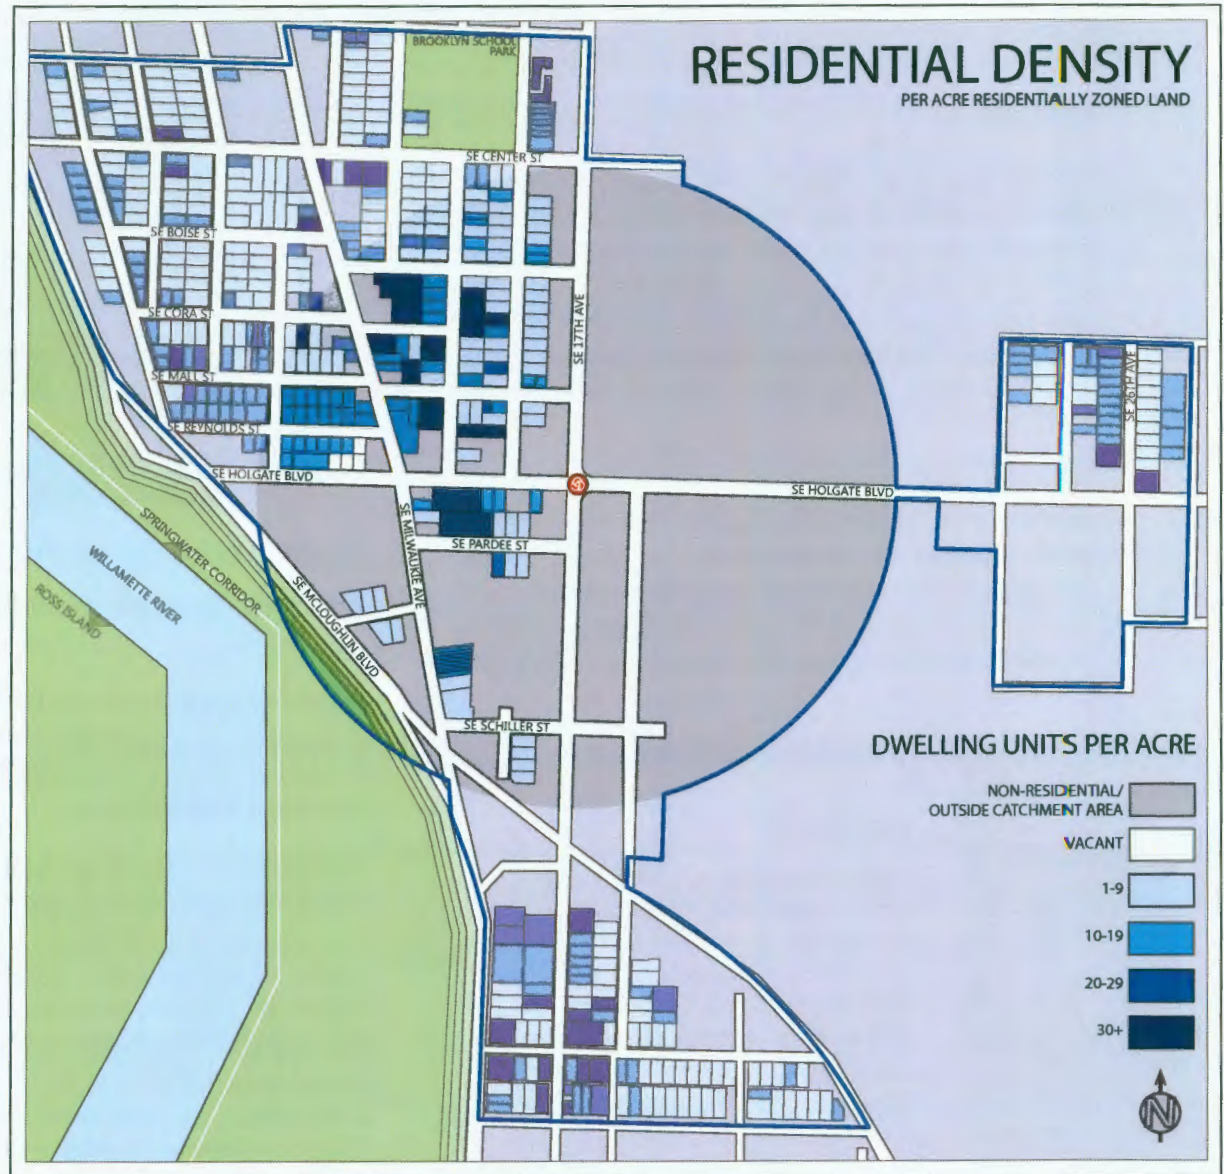 BROOKLYN SCHOOL
PARK
RESIDENTIAL DENSITY
PER ACRE RESIDENTIALLY ZONED LAND
SE CENTER ST
SE BOISE ST
SE CORA ST
SE 17TH AVE
SE MALL ST
SE 26TH AVE
SE REYNOLDS ST
SE HOLGATE BLVD
SE HOLGATE BLVD
SE MILWAUKIE AVE
SPRINGWATER CORRIDOR
SE PARDEE ST
WILLAMETTE RIVER
ROSS ISLAND
SE MCLOUGHLIN BLVD
SE SCHILLER ST
DWELLING UNITS PER ACRE
NON-RESIDENTIAL/
OUTSIDE CATCHMENT AREA
VACANT
1-9
10-19
20-29
30+
N